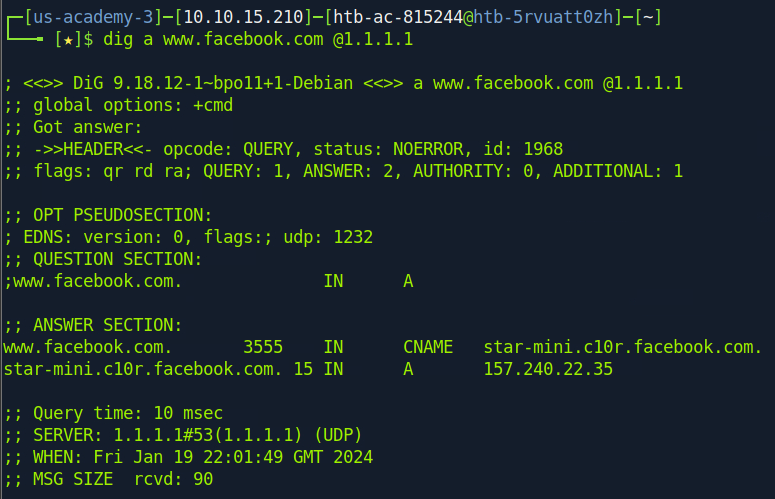 ┌─[us-academy-3]─[10.10.15.210]─[htb-ac-815244@htb-5rvuatt0zh]─[~]
└──╼ [★]$ dig a www.facebook.com @1.1.1.1

; <<>> DiG 9.18.12-1~bpo11+1-Debian <<>> a www.facebook.com @1.1.1.1
;; global options: +cmd
;; Got answer:
;; ->>HEADER<<- opcode: QUERY, status: NOERROR, id: 1968
;; flags: qr rd ra; QUERY: 1, ANSWER: 2, AUTHORITY: 0, ADDITIONAL: 1

;; OPT PSEUDOSECTION:
; EDNS: version: 0, flags:; udp: 1232
;; QUESTION SECTION:
;www.facebook.com.              IN      A

;; ANSWER SECTION:
www.facebook.com.       3555    IN      CNAME   star-mini.c10r.facebook.com.
star-mini.c10r.facebook.com. 15 IN      A       157.240.22.35

;; Query time: 10 msec
;; SERVER: 1.1.1.1#53(1.1.1.1) (UDP)
;; WHEN: Fri Jan 19 22:01:49 GMT 2024
;; MSG SIZE  rcvd: 90